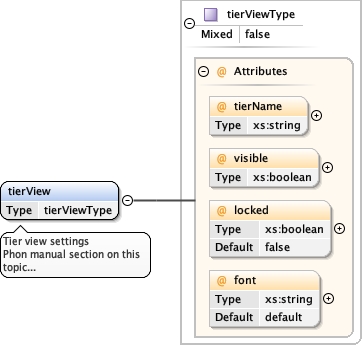 tierViewType
Mixed false
@ Attributes
@ tierName
Type xs:string
@ visible
Type xs:boolean
tierView
Type tierViewType
Tier view settings
Phon manual section on this
topic...
@ locked
Type xs:boolean
Default false
@ font
Type xs:string
Default default